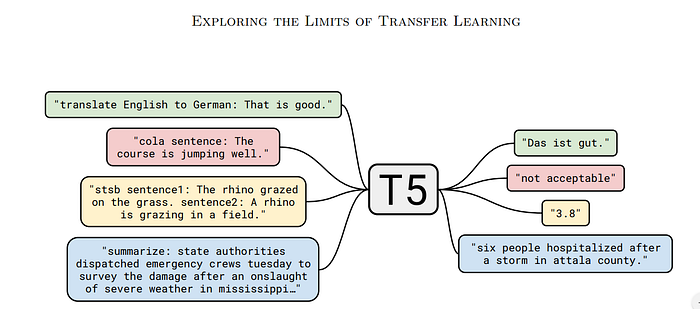 EXPLORING THE LIMITS OF TRANSFER LEARNING
"translate English to German: That is good."
"cola sentence: The
course is jumping well."
"stsb sentence1: The rhino grazed
on the grass. sentence2: A rhino
is grazing in a field."
"summarize: state authorities
dispatched emergency crews tuesday to
survey the damage after an onslaught
of severe weather in mississippi…"
T5
"Das ist gut."
"not acceptable"
"3.8"
"six people hospitalized after
a storm in attala county."